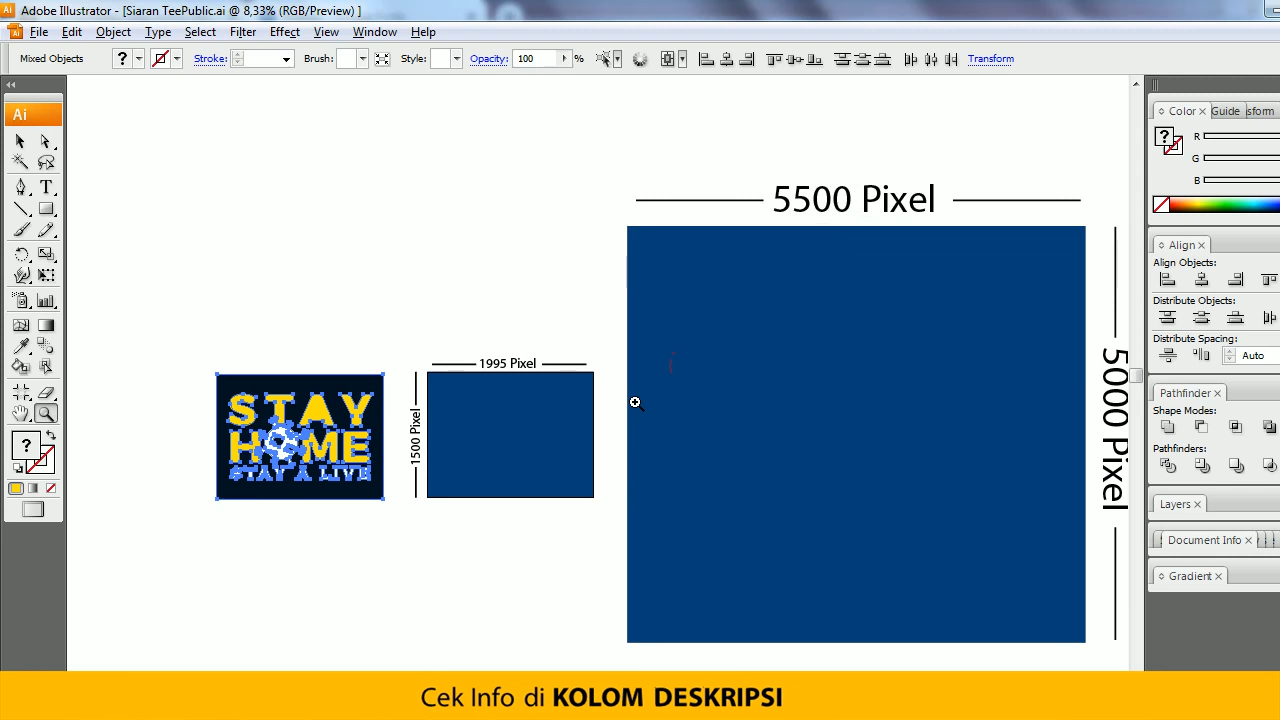 Adobe Illustrator - [Siaran TeePublic.ai @ 8,33% (RGB/Preview) ]
File Edit Object Type Select Filter Effect View Window Help
Mixed Objects ? Stroke: Brush: Style: Opacity: 100 % Transform
Ai
T
?
STAY
HOME
STAY A LIVE
1995 Pixel
1500 Pixel
5500 Pixel
5000 Pixel
Color Guide sform
?
R
G
B
Align
Align Objects:
Distribute Objects:
Distribute Spacing:
Auto
Pathfinder
Shape Modes:
Pathfinders:
Layers
Document Info
Gradient
Cek Info di KOLOM DESKRIPSI